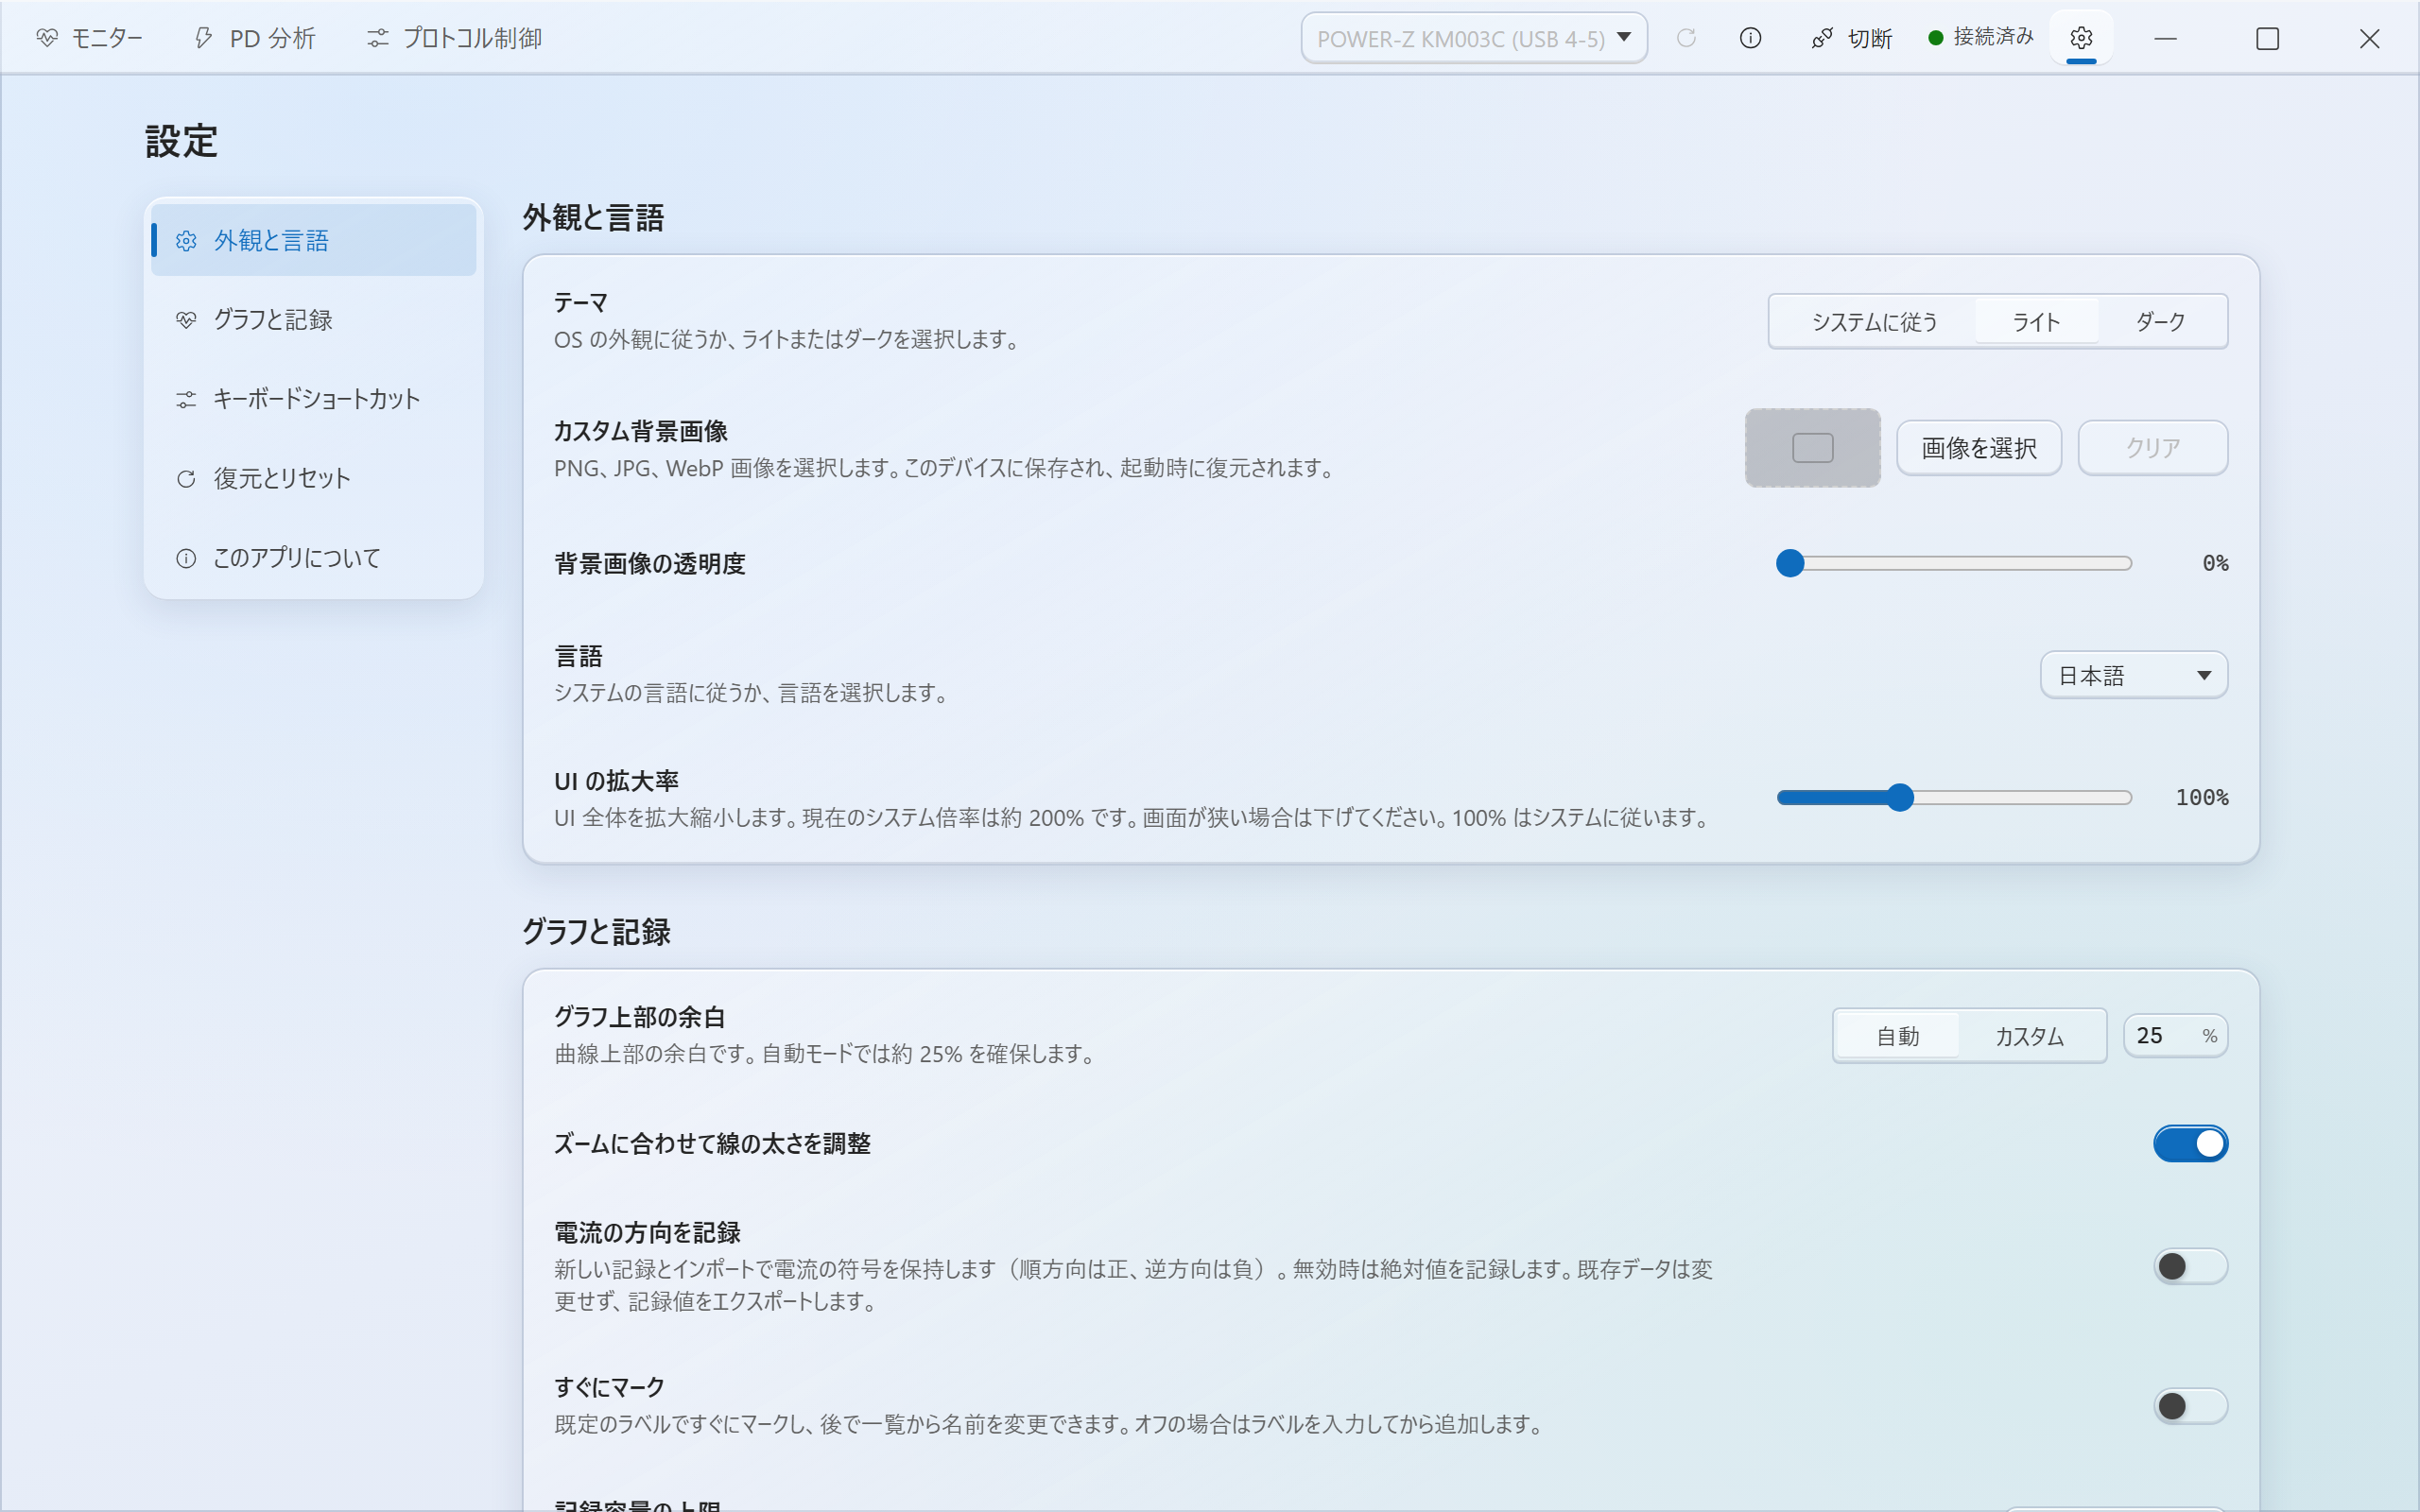 モニター
PD 分析
プロトコル制御
POWER-Z KM003C (USB 4-5)
切断
接続済み
設定
外観と言語
グラフと記録
キーボードショートカット
復元とリセット
このアプリについて
外観と言語
テーマ
OS の外観に従うか、ライトまたはダークを選択します。
システムに従う
ライト
ダーク
カスタム背景画像
PNG、JPG、WebP 画像を選択します。このデバイスに保存され、起動時に復元されます。
画像を選択
クリア
背景画像の透明度
0%
言語
システムの言語に従うか、言語を選択します。
日本語
UI の拡大率
UI 全体を拡大縮小します。現在のシステム倍率は約 200% です。画面が狭い場合は下げてください。100% はシステムに従います。
100%
グラフと記録
グラフ上部の余白
曲線上部の余白です。自動モードでは約 25% を確保します。
自動
カスタム
25 %
ズームに合わせて線の太さを調整
電流の方向を記録
新しい記録とインポートで電流の符号を保持します（順方向は正、逆方向は負）。無効時は絶対値を記録します。既存データは変
更せず、記録値をエクスポートします。
すぐにマーク
既定のラベルですぐにマークし、後で一覧から名前を変更できます。オフの場合はラベルを入力してから追加します。
記録容量の上限